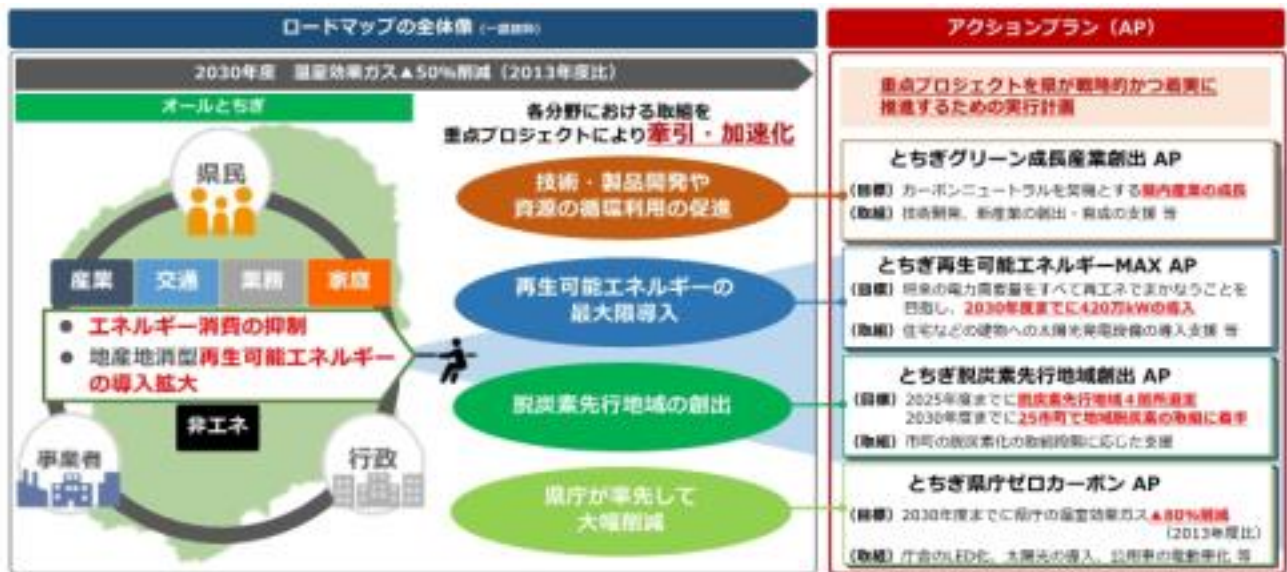 ロードマップの全体像
アクションプラン（AP）
2030年度　温室効果ガス▲50%削減（2013年度比）
オールとちぎ
県民
産業
交通
業務
家庭
● エネルギー消費の抑制
● 地産地消型再生可能エネルギー
の導入拡大
非エネ
事業者
行政
各分野における取組を
重点プロジェクトにより牽引・加速化
技術・製品開発や
資源の循環利用の促進
再生可能エネルギーの
最大限導入
脱炭素先行地域の創出
県庁が率先して
大幅削減
重点プロジェクトを県が戦略的かつ着実に
推進するための実行計画
とちぎグリーン成長産業創出 AP
（目標）カーボンニュートラルを契機とする県内産業の成長
（取組）技術開発、新産業の創出・育成の支援 等
とちぎ再生可能エネルギーMAX AP
（目標）将来の電力需要量をすべて再エネでまかなうことを
目指し、2030年度までに420万kWの導入
（取組）住宅などの建物への太陽光発電設備の導入支援 等
とちぎ脱炭素先行地域創出 AP
（目標）2025年度までに脱炭素先行地域4箇所選定
2030年度までに25市町で地域脱炭素の取組に着手
（取組）市町の脱炭素化の取組段階に応じた支援
とちぎ県庁ゼロカーボン AP
（目標）2030年度までに県庁の温室効果ガス▲80%削減
（2013年度比）
（取組）庁舎のLED化、太陽光の導入、公用車の電動車化 等